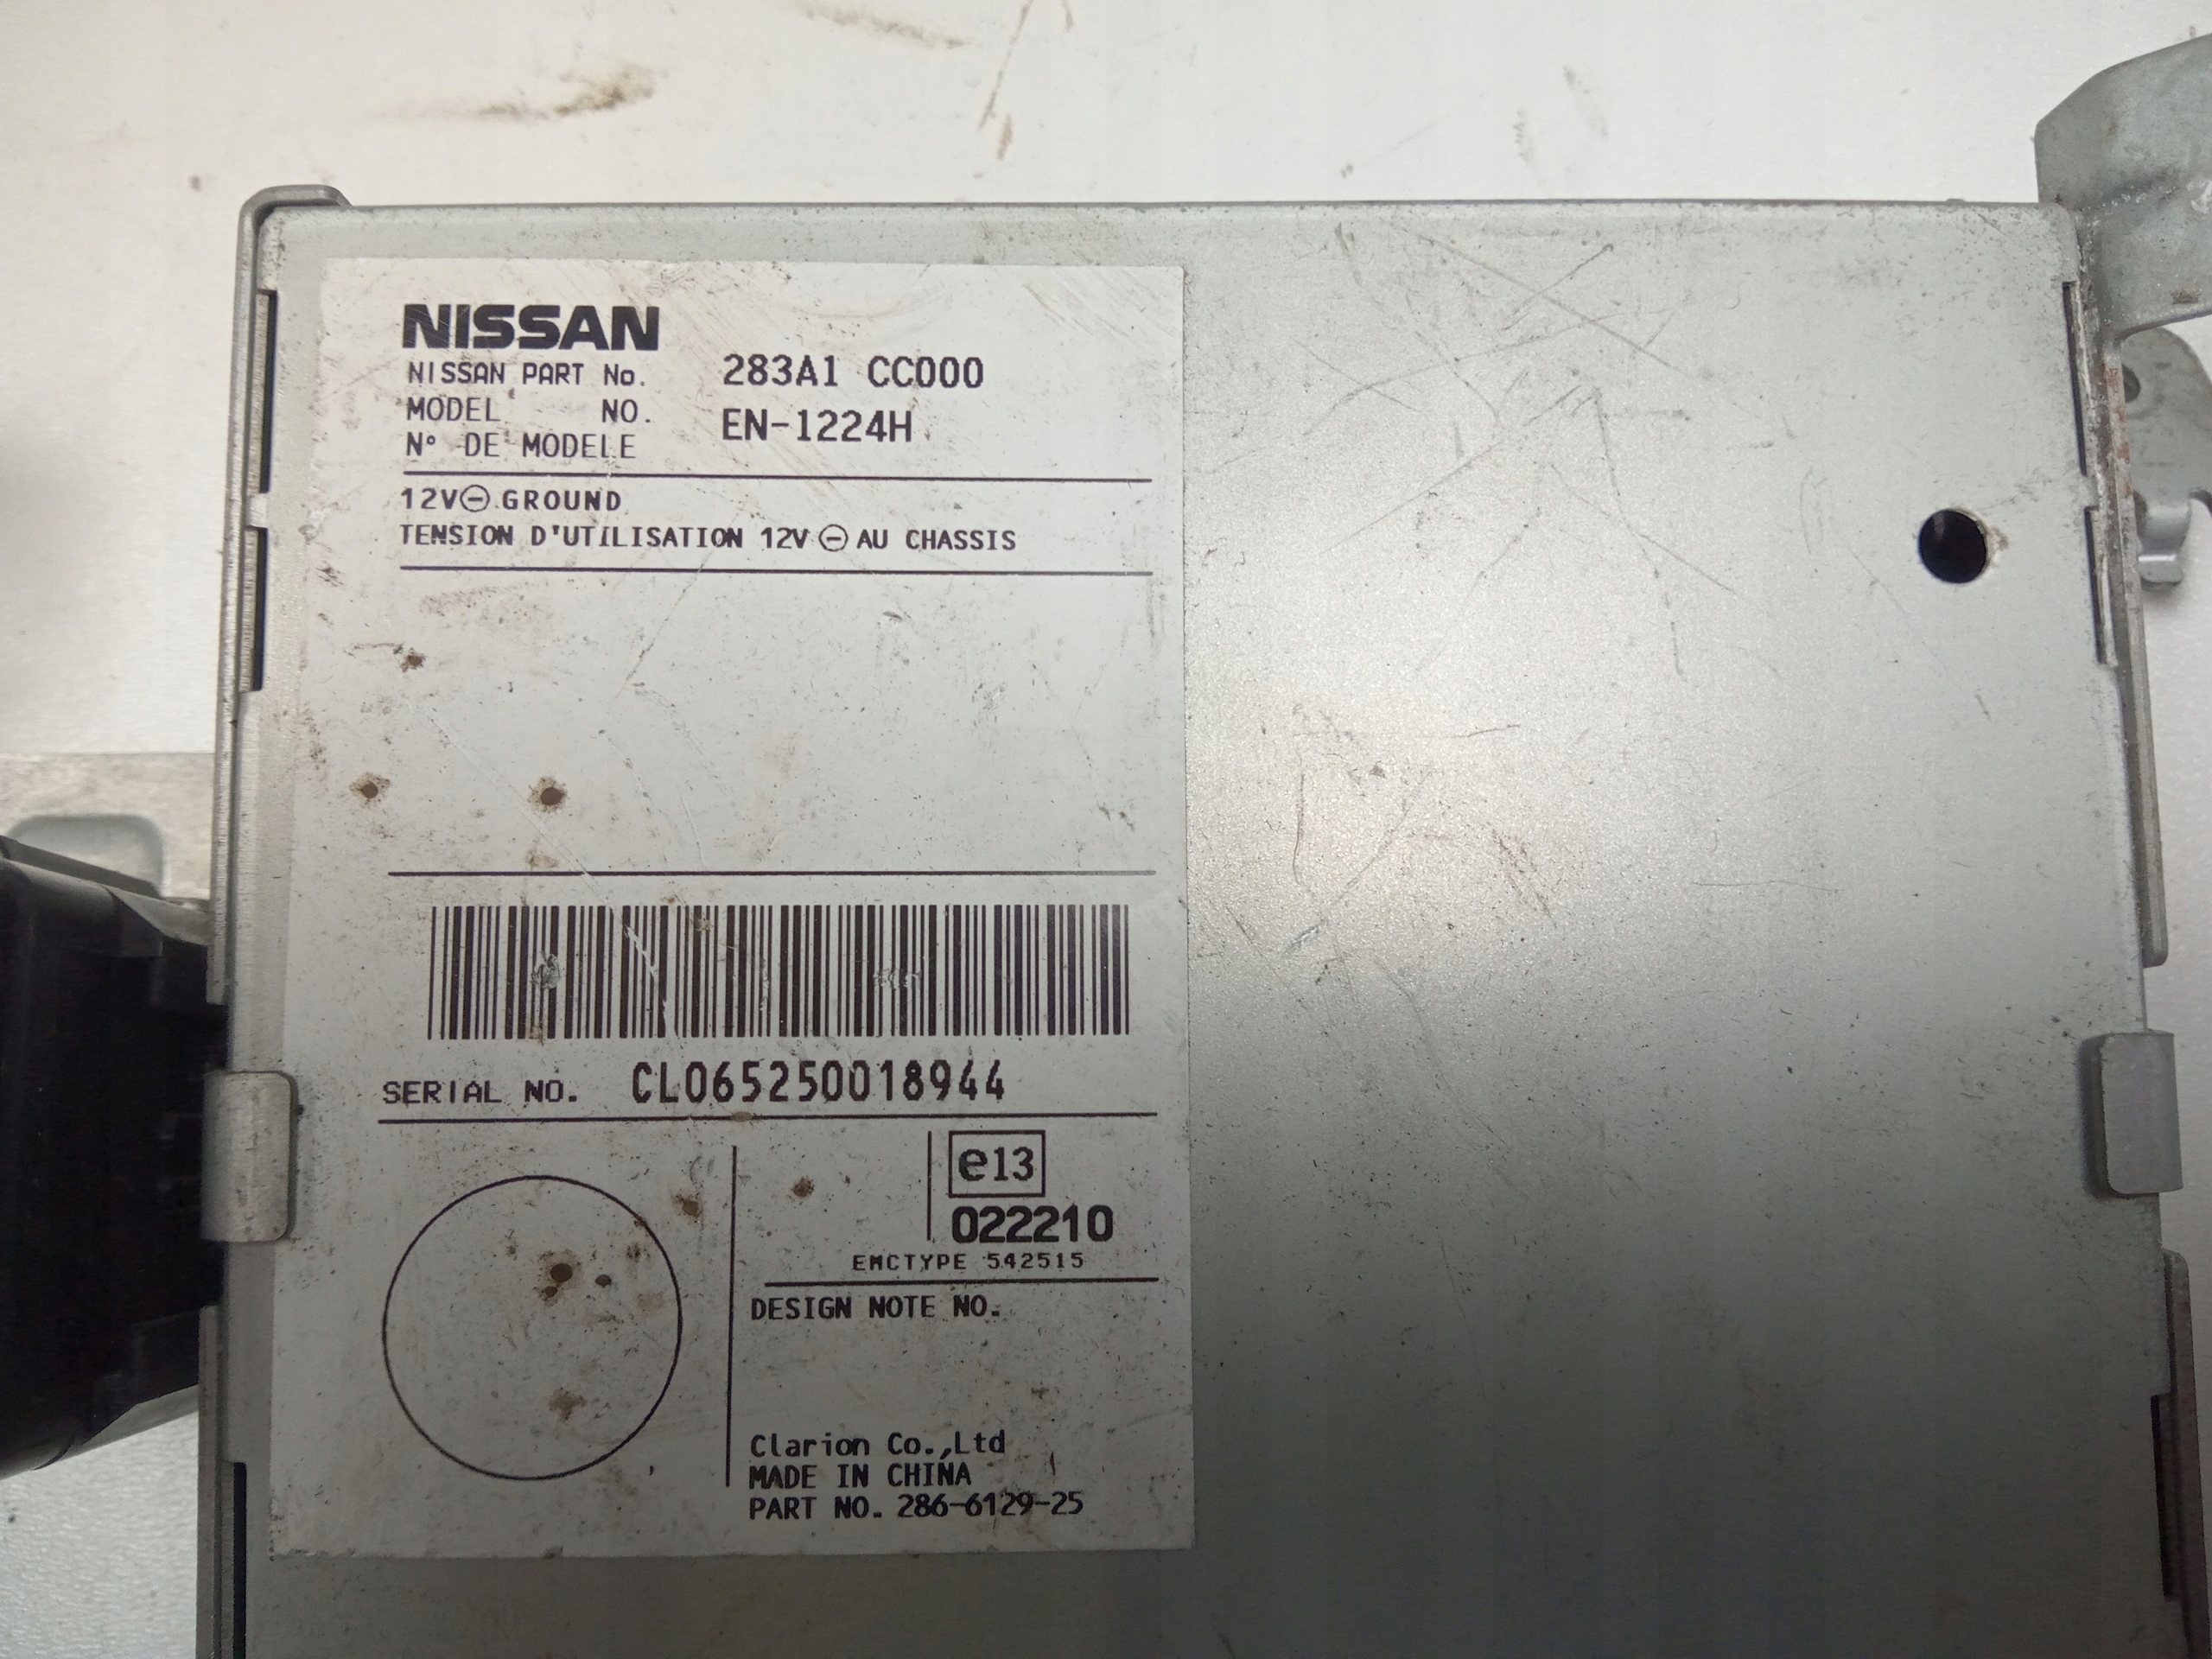 NISSAN
NISSAN PART No. 283A1 CC000
MODEL NO. EN-1224H
N° DE MODELE
12V⊖ GROUND
TENSION D'UTILISATION 12V ⊖ AU CHASSIS
SERIAL NO. CL065250018944
e13
022210
EMCTYPE 542515
DESIGN NOTE NO.
Clarion Co.,Ltd
MADE IN CHINA
PART NO. 286-6129-25